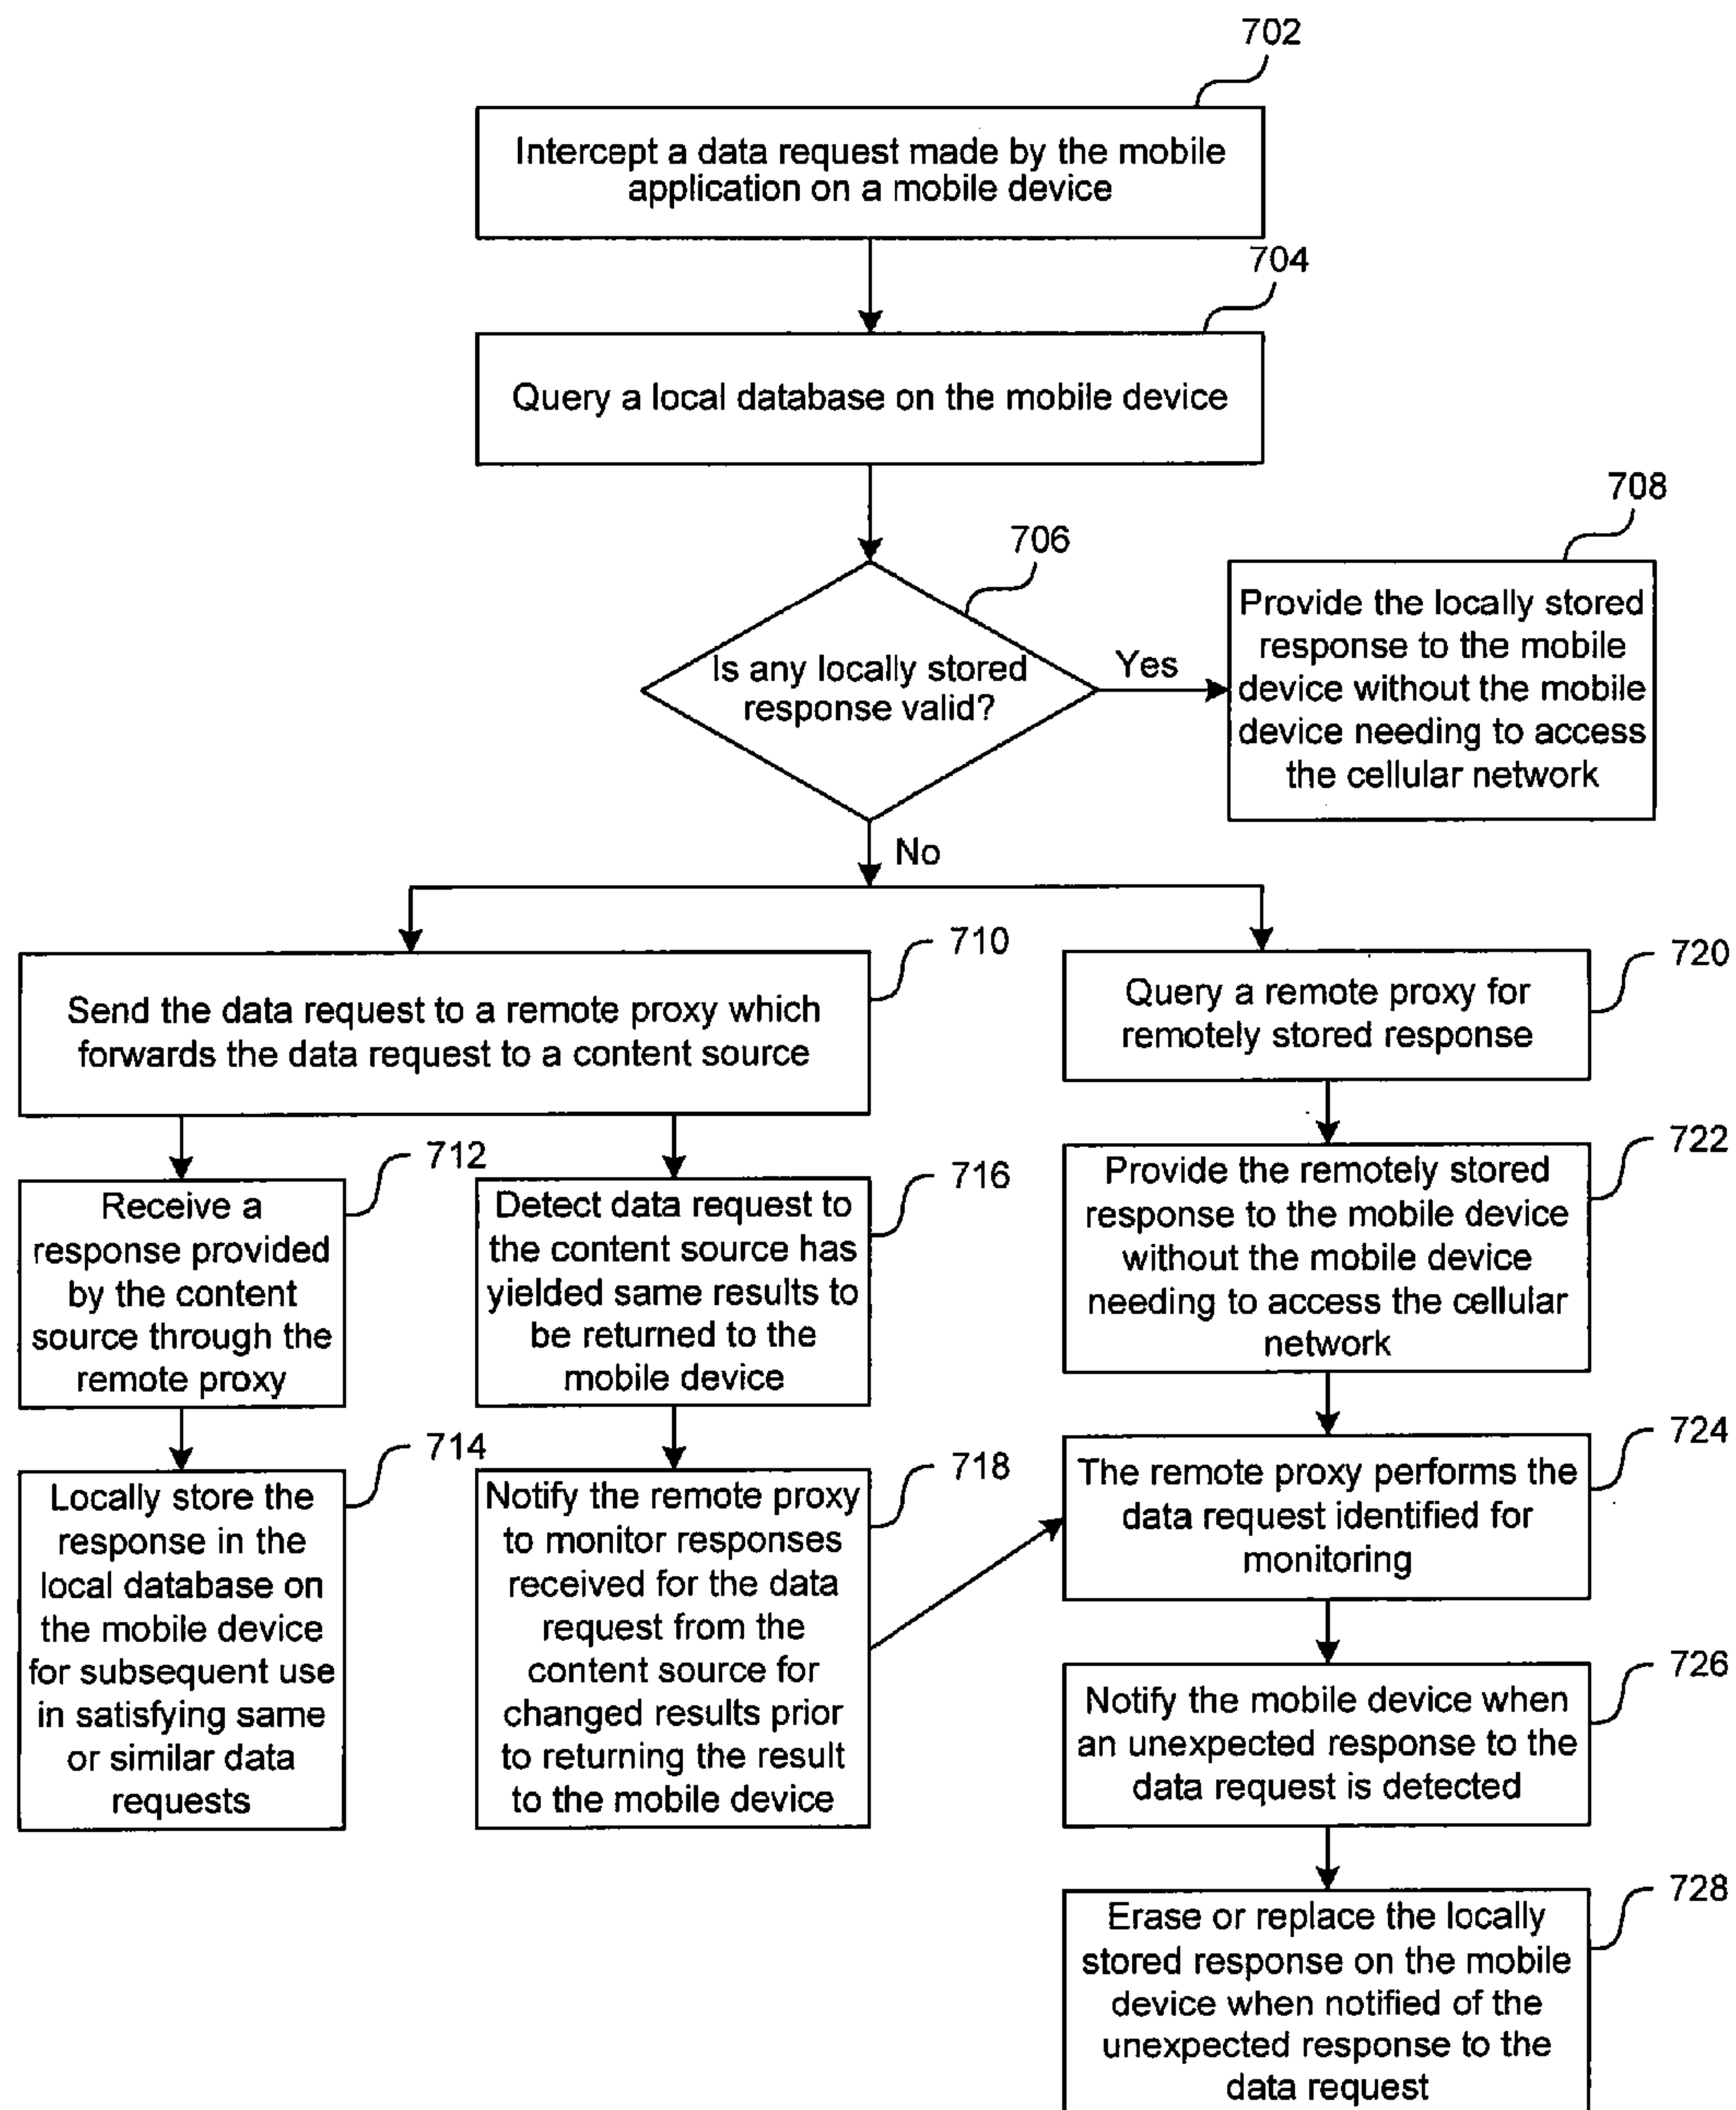 702
Intercept a data request made by the mobile
application on a mobile device
704
Query a local database on the mobile device
706
Is any locally stored
response valid?
Yes
708
Provide the locally stored
response to the mobile
device without the mobile
device needing to access
the cellular network
No
710
Send the data request to a remote proxy which
forwards the data request to a content source
712
Receive a
response provided
by the content
source through the
remote proxy
714
Locally store the
response in the
local database on
the mobile device
for subsequent use
in satisfying same
or similar data
requests
716
Detect data request to
the content source has
yielded same results to
be returned to the
mobile device
718
Notify the remote proxy
to monitor responses
received for the data
request from the
content source for
changed results prior
to returning the result
to the mobile device
720
Query a remote proxy for
remotely stored response
722
Provide the remotely stored
response to the mobile device
without the mobile device
needing to access the cellular
network
724
The remote proxy performs the
data request identified for
monitoring
726
Notify the mobile device when
an unexpected response to the
data request is detected
728
Erase or replace the locally
stored response on the mobile
device when notified of the
unexpected response to the
data request